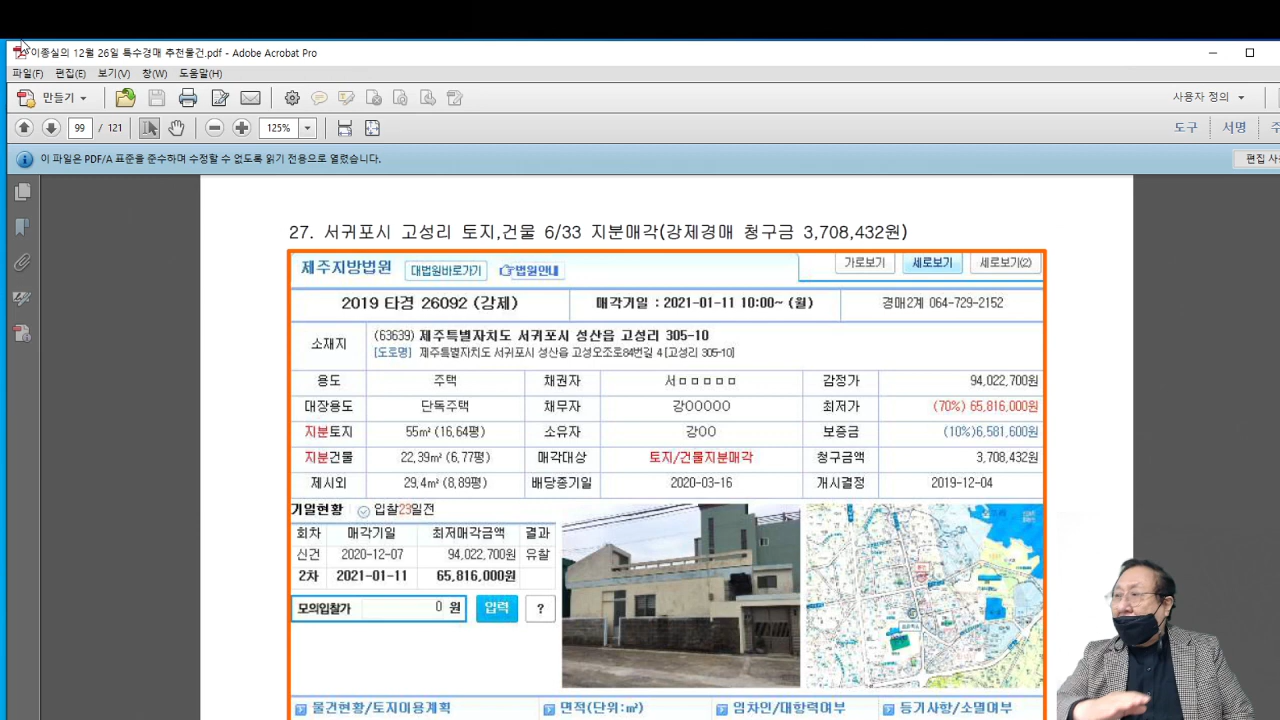 이종실의 12월 26일 특수경매 추천물건.pdf - Adobe Acrobat Pro
파일(F) 편집(E) 보기(V) 창(W) 도움말(H)
만들기 사용자 정의
99 / 121 125% 도구 서명
이 파일은 PDF/A 표준을 준수하며 수정할 수 없도록 읽기 전용으로 열렸습니다. 편집 사
27. 서귀포시 고성리 토지,건물 6/33 지분매각(강제경매 청구금 3,708,432원)
제주지방법원 대법원바로가기 법원안내 가로보기 세로보기 세로보기(2)
2019 타경 26092 (강제) 매각기일 : 2021-01-11 10:00~ (월) 경매2계 064-729-2152
소재지 (63639) 제주특별자치도 서귀포시 성산읍 고성리 305-10
[도로명] 제주특별자치도 서귀포시 성산읍 고성오조로84번길 4 [고성리 305-10]
용도 주택 채권자 서ㅁㅁㅁㅁㅁ 감정가 94,022,700원
대장용도 단독주택 채무자 강OOOOO 최저가 (70%) 65,816,000원
지분토지 55㎡ (16,64평) 소유자 강OO 보증금 (10%)6,581,600원
지분건물 22,39㎡ (6,77평) 매각대상 토지/건물지분매각 청구금액 3,708,432원
제시외 29,4㎡ (8,89평) 배당종기일 2020-03-16 개시결정 2019-12-04
기일현황 입찰23일전
회차 매각기일 최저매각금액 결과
신건 2020-12-07 94,022,700원 유찰
2차 2021-01-11 65,816,000원
모의입찰가 0 원 입력 ?
물건현황/토지이용계획 면적(단위:㎡) 임차인/대항력여부 등기사항/소멸여부